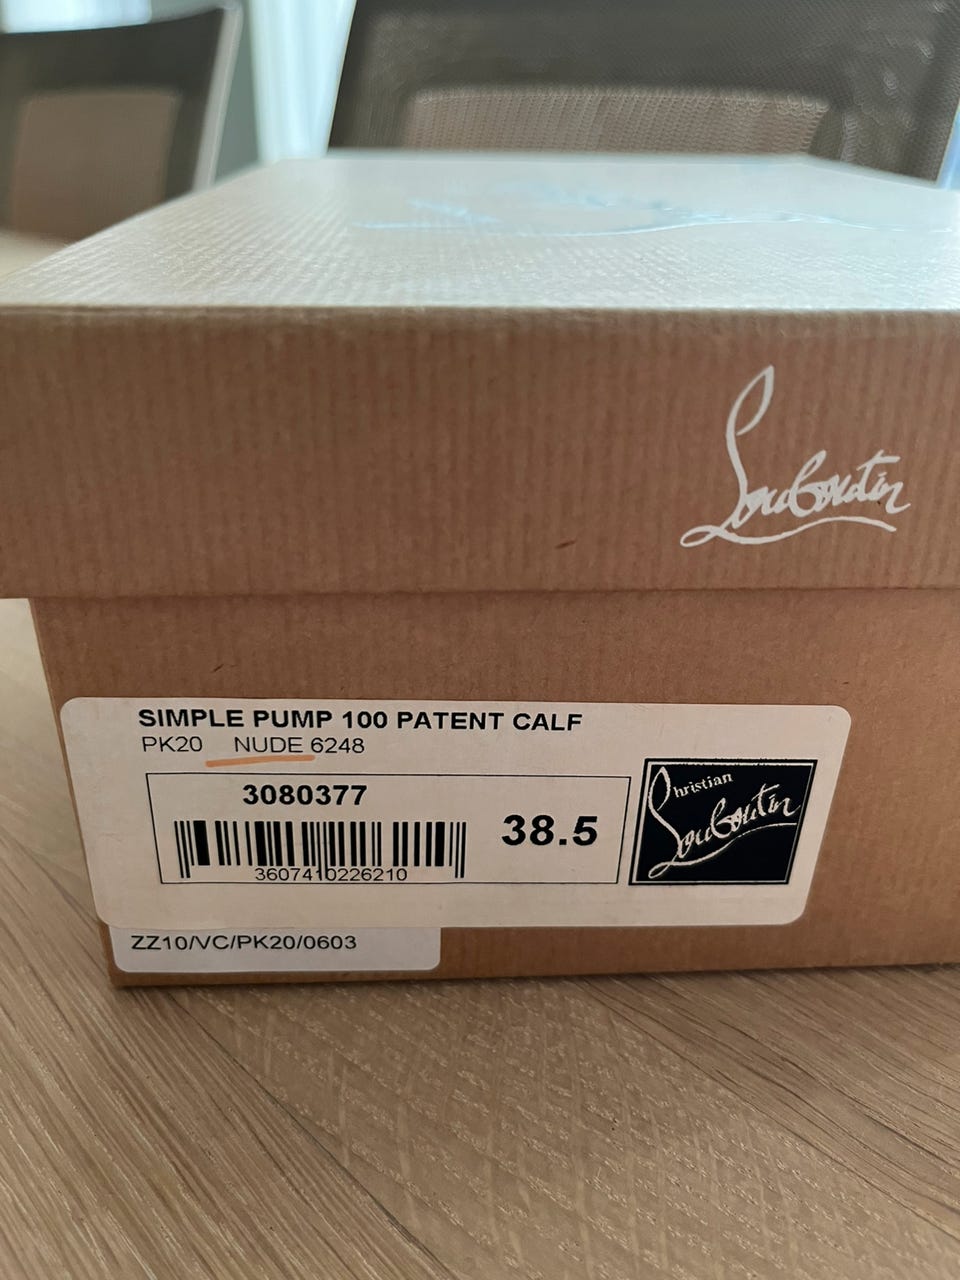 Louboutin
SIMPLE PUMP 100 PATENT CALF
PK20 NUDE 6248
3080377
38.5
3607410226210
Christian
Louboutin
ZZ10/VC/PK20/0603